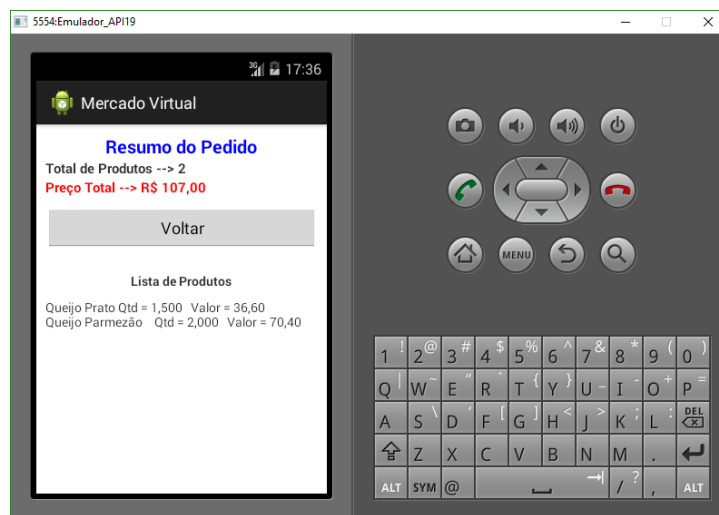 5554:Emulador_API19
3G 17:36
Mercado Virtual
Resumo do Pedido
Total de Produtos --> 2
Preço Total --> R$ 107,00
Voltar
Lista de Produtos
Queijo Prato Qtd = 1,500 Valor = 36,60
Queijo Parmezão Qtd = 2,000 Valor = 70,40
MENU
1 ! 2 @ 3 # 4 $ 5 % 6 ^ 7 & 8 * 9 ( 0 )
Q | W ~ E “ R ` T { Y } U _ I - O + P =
A S \ D ‘ F [ G ] H < J > K ; L : DEL
Z X C V B N M .
ALT SYM @ / ? , ALT